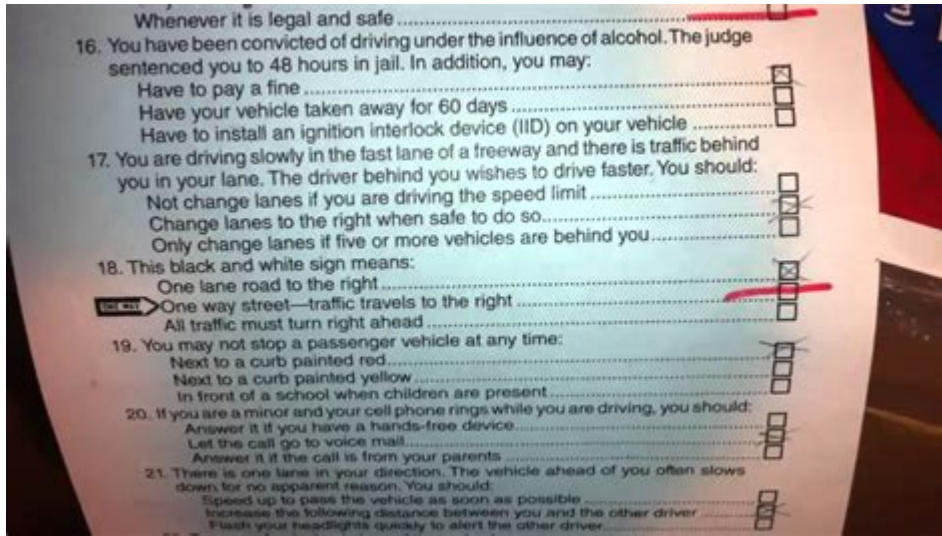 Whenever it is legal and safe
16. You have been convicted of driving under the influence of alcohol. The judge
sentenced you to 48 hours in jail. In addition, you may:
Have to pay a fine
Have your vehicle taken away for 60 days
Have to install an ignition interlock device (IID) on your vehicle
17. You are driving slowly in the fast lane of a freeway and there is traffic behind
you in your lane. The driver behind you wishes to drive faster. You should:
Not change lanes if you are driving the speed limit
Change lanes to the right when safe to do so
Only change lanes if five or more vehicles are behind you
18. This black and white sign means:
One lane road to the right
ONE WAY One way street—traffic travels to the right
All traffic must turn right ahead
19. You may not stop a passenger vehicle at any time:
Next to a curb painted red
Next to a curb painted yellow
In front of a school when children are present
20. If you are a minor and your cell phone rings while you are driving, you should:
Answer it if you have a hands-free device
Let the call go to voice mail
Answer it if the call is from your parents
21. There is one lane in your direction. The vehicle ahead of you often slows
down for no apparent reason. You should:
Speed up to pass the vehicle as soon as possible
Increase the following distance between you and the other driver
Flash your headlights quickly to alert the other driver